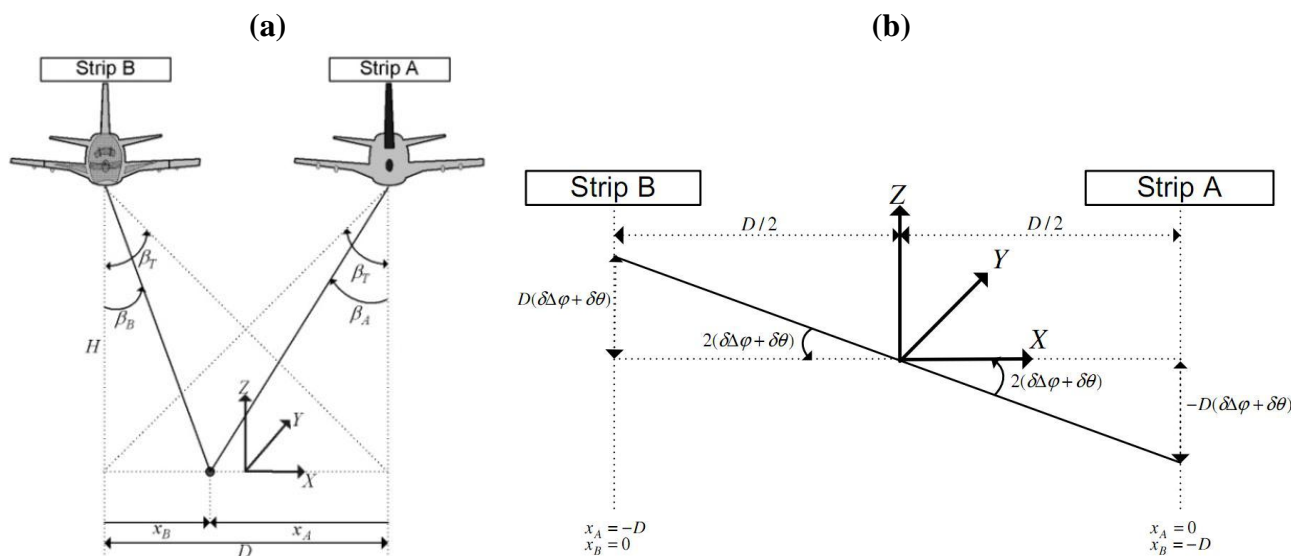 (a)
Strip B
Strip A
β_T
β_T
β_B
β_A
H
Z
Y
X
x_B
x_A
D
(b)
Strip B
Strip A
Z
D/2
D/2
Y
D(δΔφ+δθ)
2(δΔφ+δθ)
X
2(δΔφ+δθ)
−D(δΔφ+δθ)
x_A = −D
x_B = 0
x_A = 0
x_B = −D